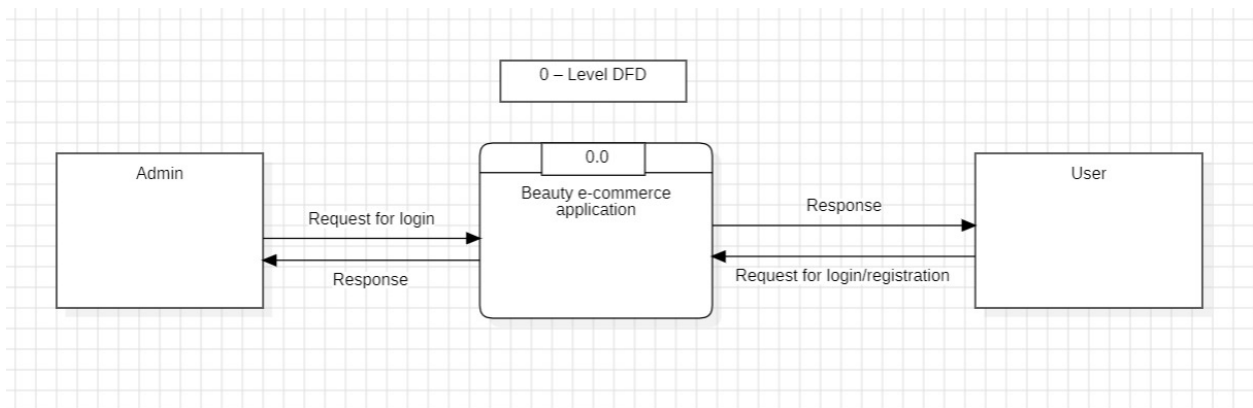 0 – Level DFD
Admin
0.0
Beauty e-commerce
application
User
Request for login
Response
Response
Request for login/registration